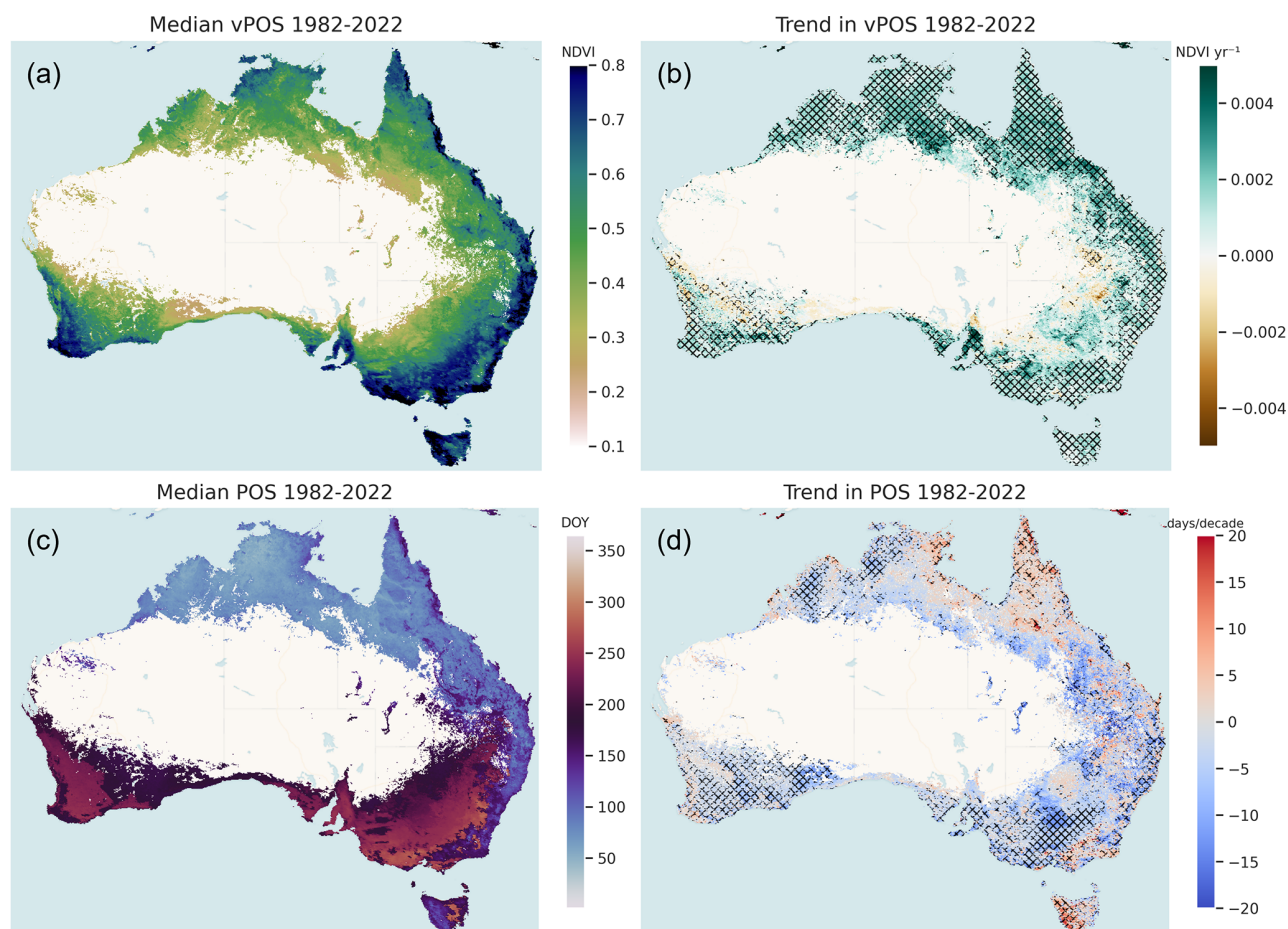 Median vPOS 1982-2022
(a)
NDVI
0.8
0.7
0.6
0.5
0.4
0.3
0.2
0.1
Trend in vPOS 1982-2022
(b)
NDVI yr⁻¹
0.004
0.002
0.000
−0.002
−0.004
Median POS 1982-2022
(c)
DOY
350
300
250
200
150
100
50
Trend in POS 1982-2022
(d)
days/decade
20
15
10
5
0
−5
−10
−15
−20